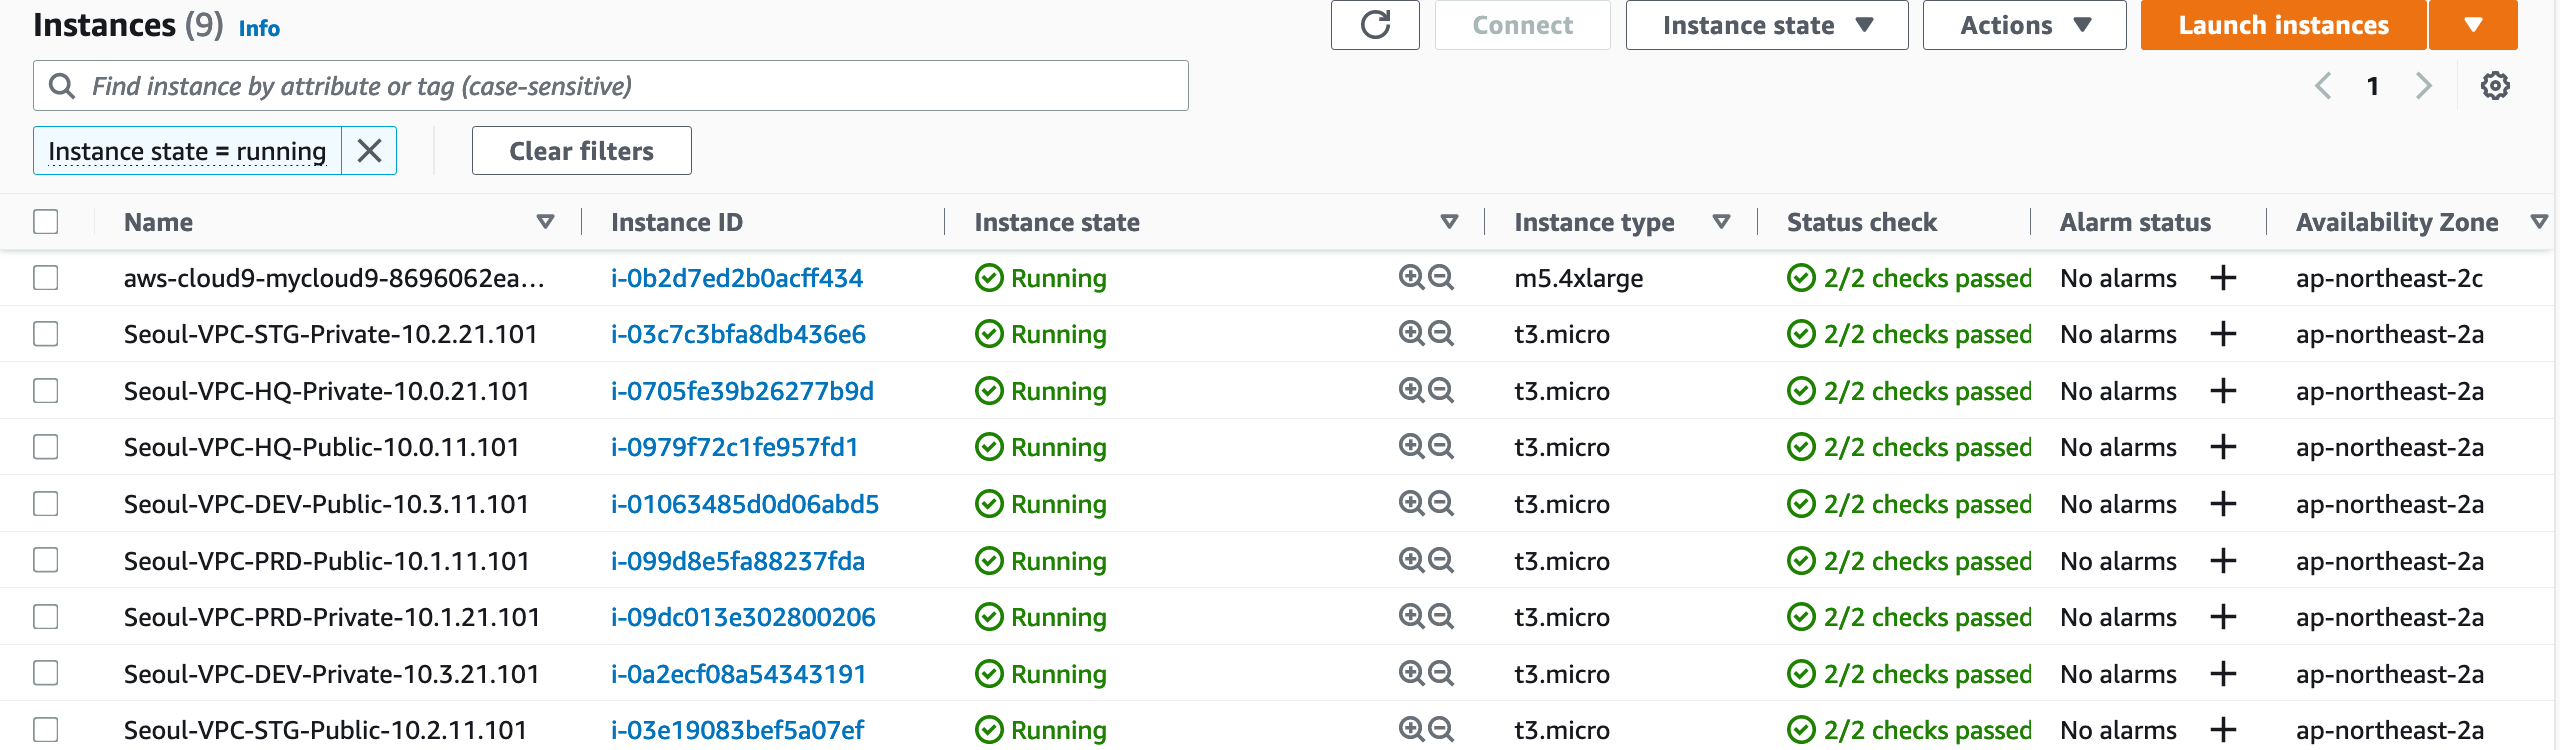 Instances (9) Info
Connect Instance state Actions Launch instances
Find instance by attribute or tag (case-sensitive)
1
Instance state = running Clear filters
Name Instance ID Instance state Instance type Status check Alarm status Availability Zone
aws-cloud9-mycloud9-8696062ea... i-0b2d7ed2b0acff434 Running m5.4xlarge 2/2 checks passed No alarms ap-northeast-2c
Seoul-VPC-STG-Private-10.2.21.101 i-03c7c3bfa8db436e6 Running t3.micro 2/2 checks passed No alarms ap-northeast-2a
Seoul-VPC-HQ-Private-10.0.21.101 i-0705fe39b26277b9d Running t3.micro 2/2 checks passed No alarms ap-northeast-2a
Seoul-VPC-HQ-Public-10.0.11.101 i-0979f72c1fe957fd1 Running t3.micro 2/2 checks passed No alarms ap-northeast-2a
Seoul-VPC-DEV-Public-10.3.11.101 i-01063485d0d06abd5 Running t3.micro 2/2 checks passed No alarms ap-northeast-2a
Seoul-VPC-PRD-Public-10.1.11.101 i-099d8e5fa88237fda Running t3.micro 2/2 checks passed No alarms ap-northeast-2a
Seoul-VPC-PRD-Private-10.1.21.101 i-09dc013e302800206 Running t3.micro 2/2 checks passed No alarms ap-northeast-2a
Seoul-VPC-DEV-Private-10.3.21.101 i-0a2ecf08a54343191 Running t3.micro 2/2 checks passed No alarms ap-northeast-2a
Seoul-VPC-STG-Public-10.2.11.101 i-03e19083bef5a07ef Running t3.micro 2/2 checks passed No alarms ap-northeast-2a